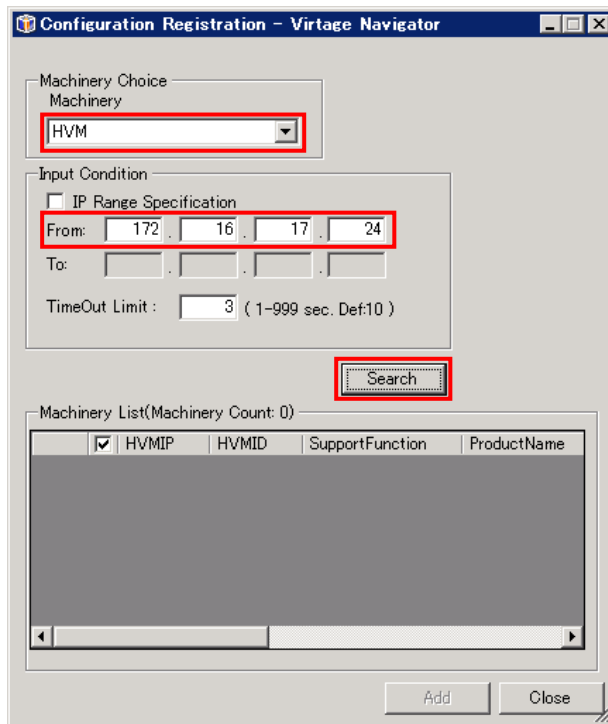 Configuration Registration - Virtage Navigator
Machinery Choice
Machinery
HVM
Input Condition
IP Range Specification
From: 172 . 16 . 17 . 24
To: . . .
TimeOut Limit : 3 ( 1-999 sec. Def:10 )
Search
Machinery List(Machinery Count: 0)
HVMIP HVMID SupportFunction ProductName
Add Close